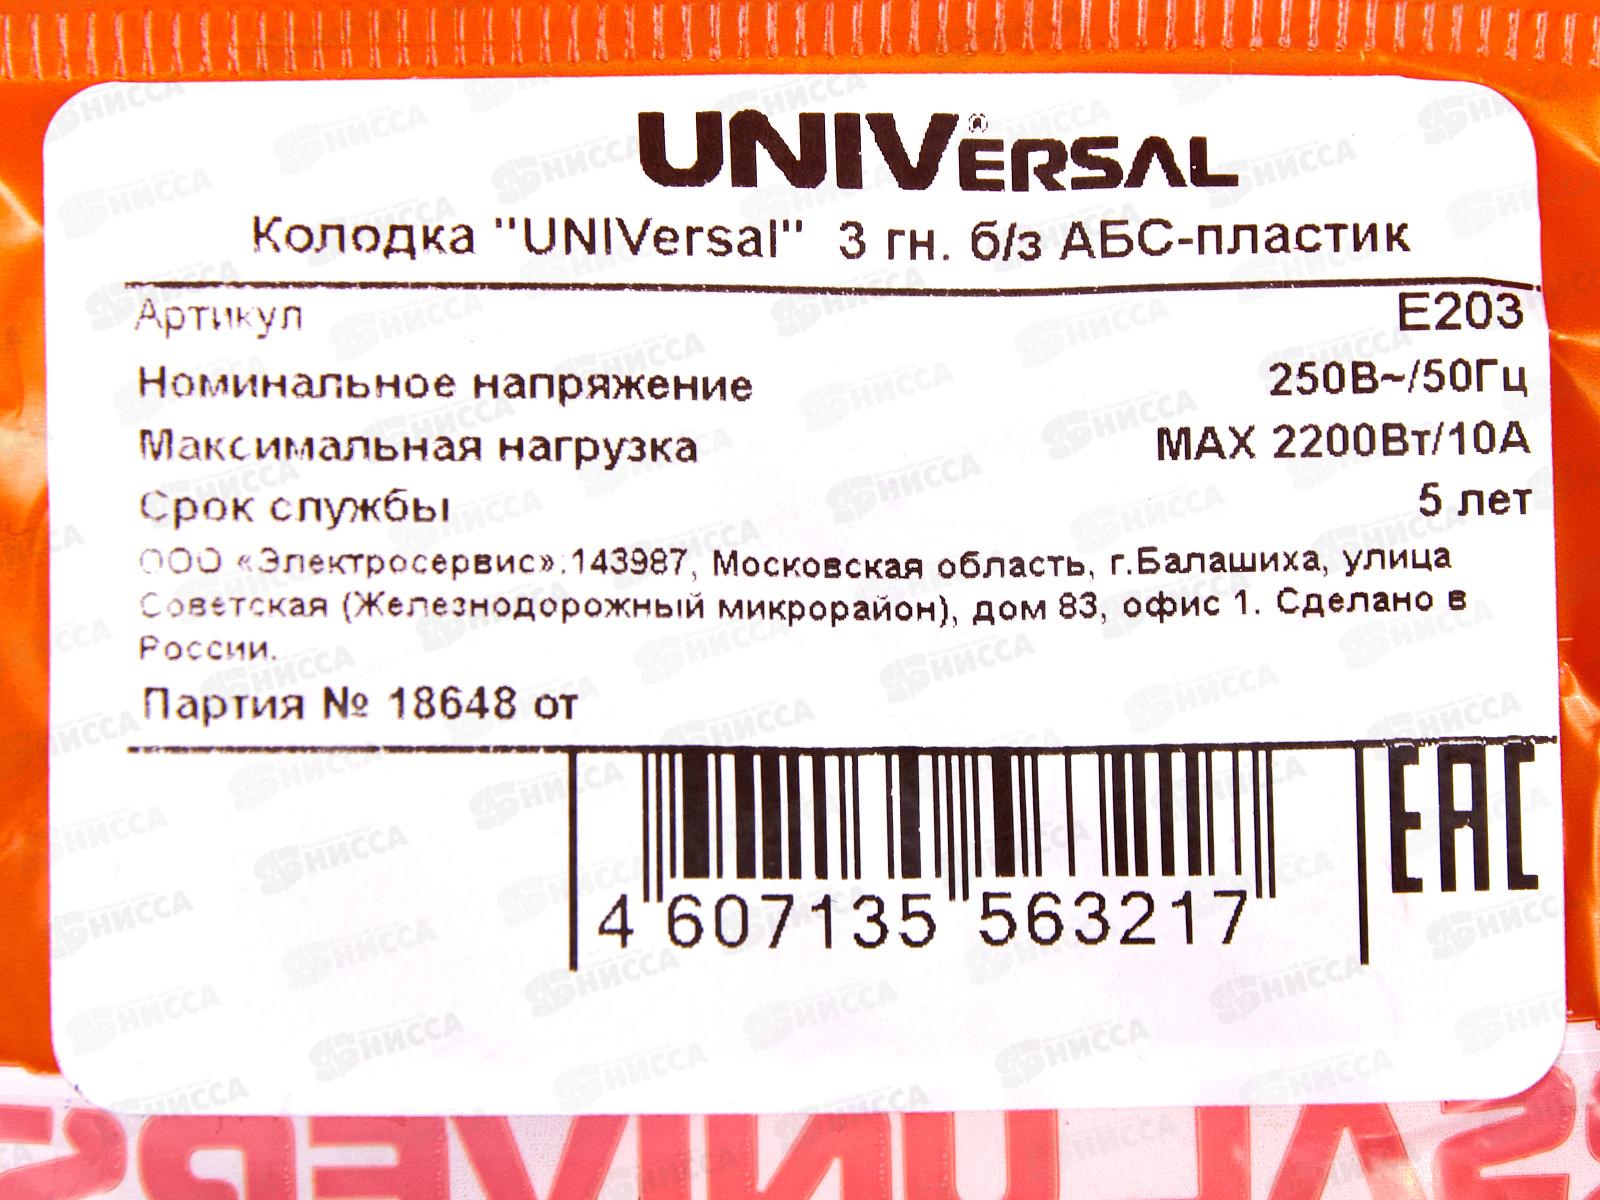 UNIVERSAL®
Колодка "UNIVersal" 3 гн. б/з АБС-пластик
Артикул E203
Номинальное напряжение 250В~/50Гц
Максимальная нагрузка MAX 2200Вт/10А
Срок службы 5 лет
ООО «Электросервис».143987, Московская область, г.Балашиха, улица
Советская (Железнодорожный микрорайон), дом 83, офис 1. Сделано в
России.
Партия № 18648 от
4 607135 563217
EAC
НИССА